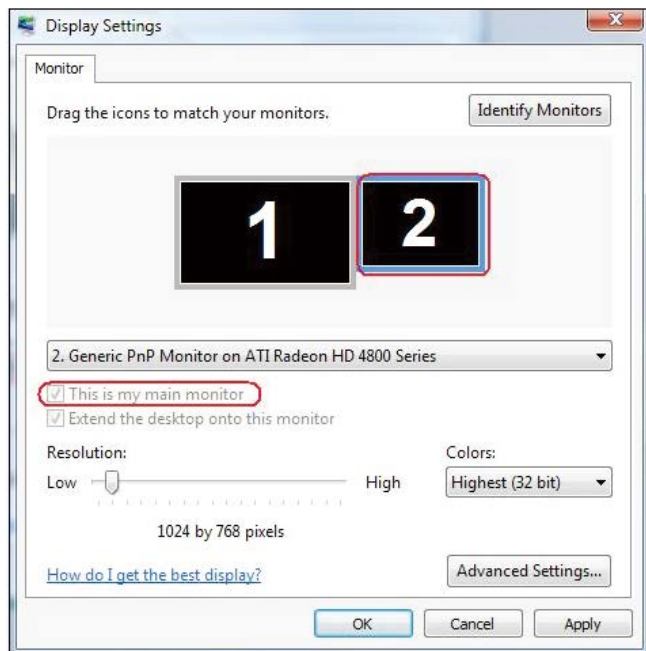 Display Settings
Monitor
Drag the icons to match your monitors.
Identify Monitors
1 2
2. Generic PnP Monitor on ATI Radeon HD 4800 Series
This is my main monitor
Extend the desktop onto this monitor
Resolution: Colors:
Low High Highest (32 bit)
1024 by 768 pixels
How do I get the best display? Advanced Settings...
OK Cancel Apply